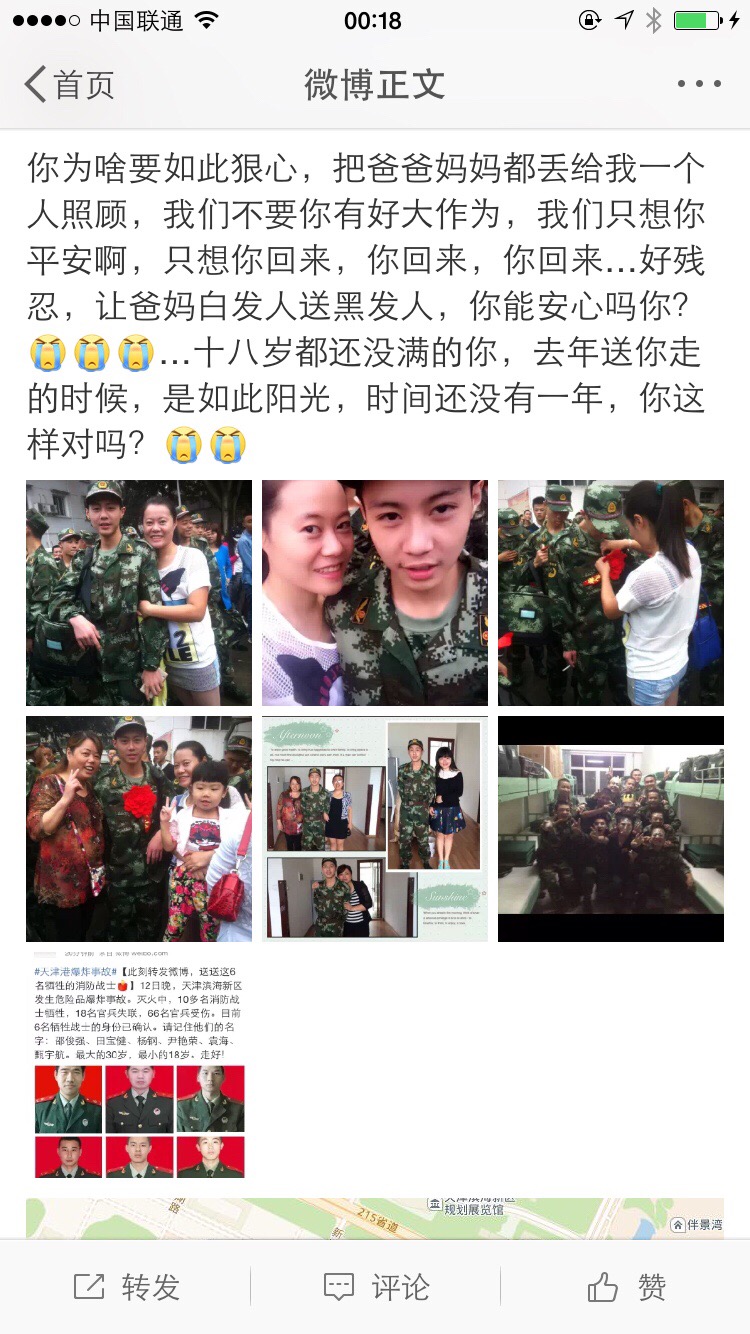 中国联通
00:18
首页
微博正文
你为啥要如此狠心，把爸爸妈妈都丢给我一个
人照顾，我们不要你有好大作为，我们只想你
平安啊，只想你回来，你回来，你回来...好残
忍，让爸妈白发人送黑发人，你能安心吗你？
😭😭😭...十八岁都还没满的你，去年送你走
的时候，是如此阳光，时间还没有一年，你这
样对吗？😭😭
Afternoon
Sunshine
#天津港爆炸事故#【此刻转发微博，送送这6
名牺牲的消防战士】12日晚，天津滨海新区
发生危险品爆炸事故。灭火中，10多名消防战
士牺牲，18名官兵失联，66名官兵受伤。目前
6名牺牲战士的身份已确认。请记住他们的名
字：邵俊强、田宝健、杨钢、尹艳荣、袁海、
甄宇航。最大的30岁，最小的18岁。走好！
天津滨海新区
规划展览馆
215省道
路
新
伴景湾
转发
评论
赞